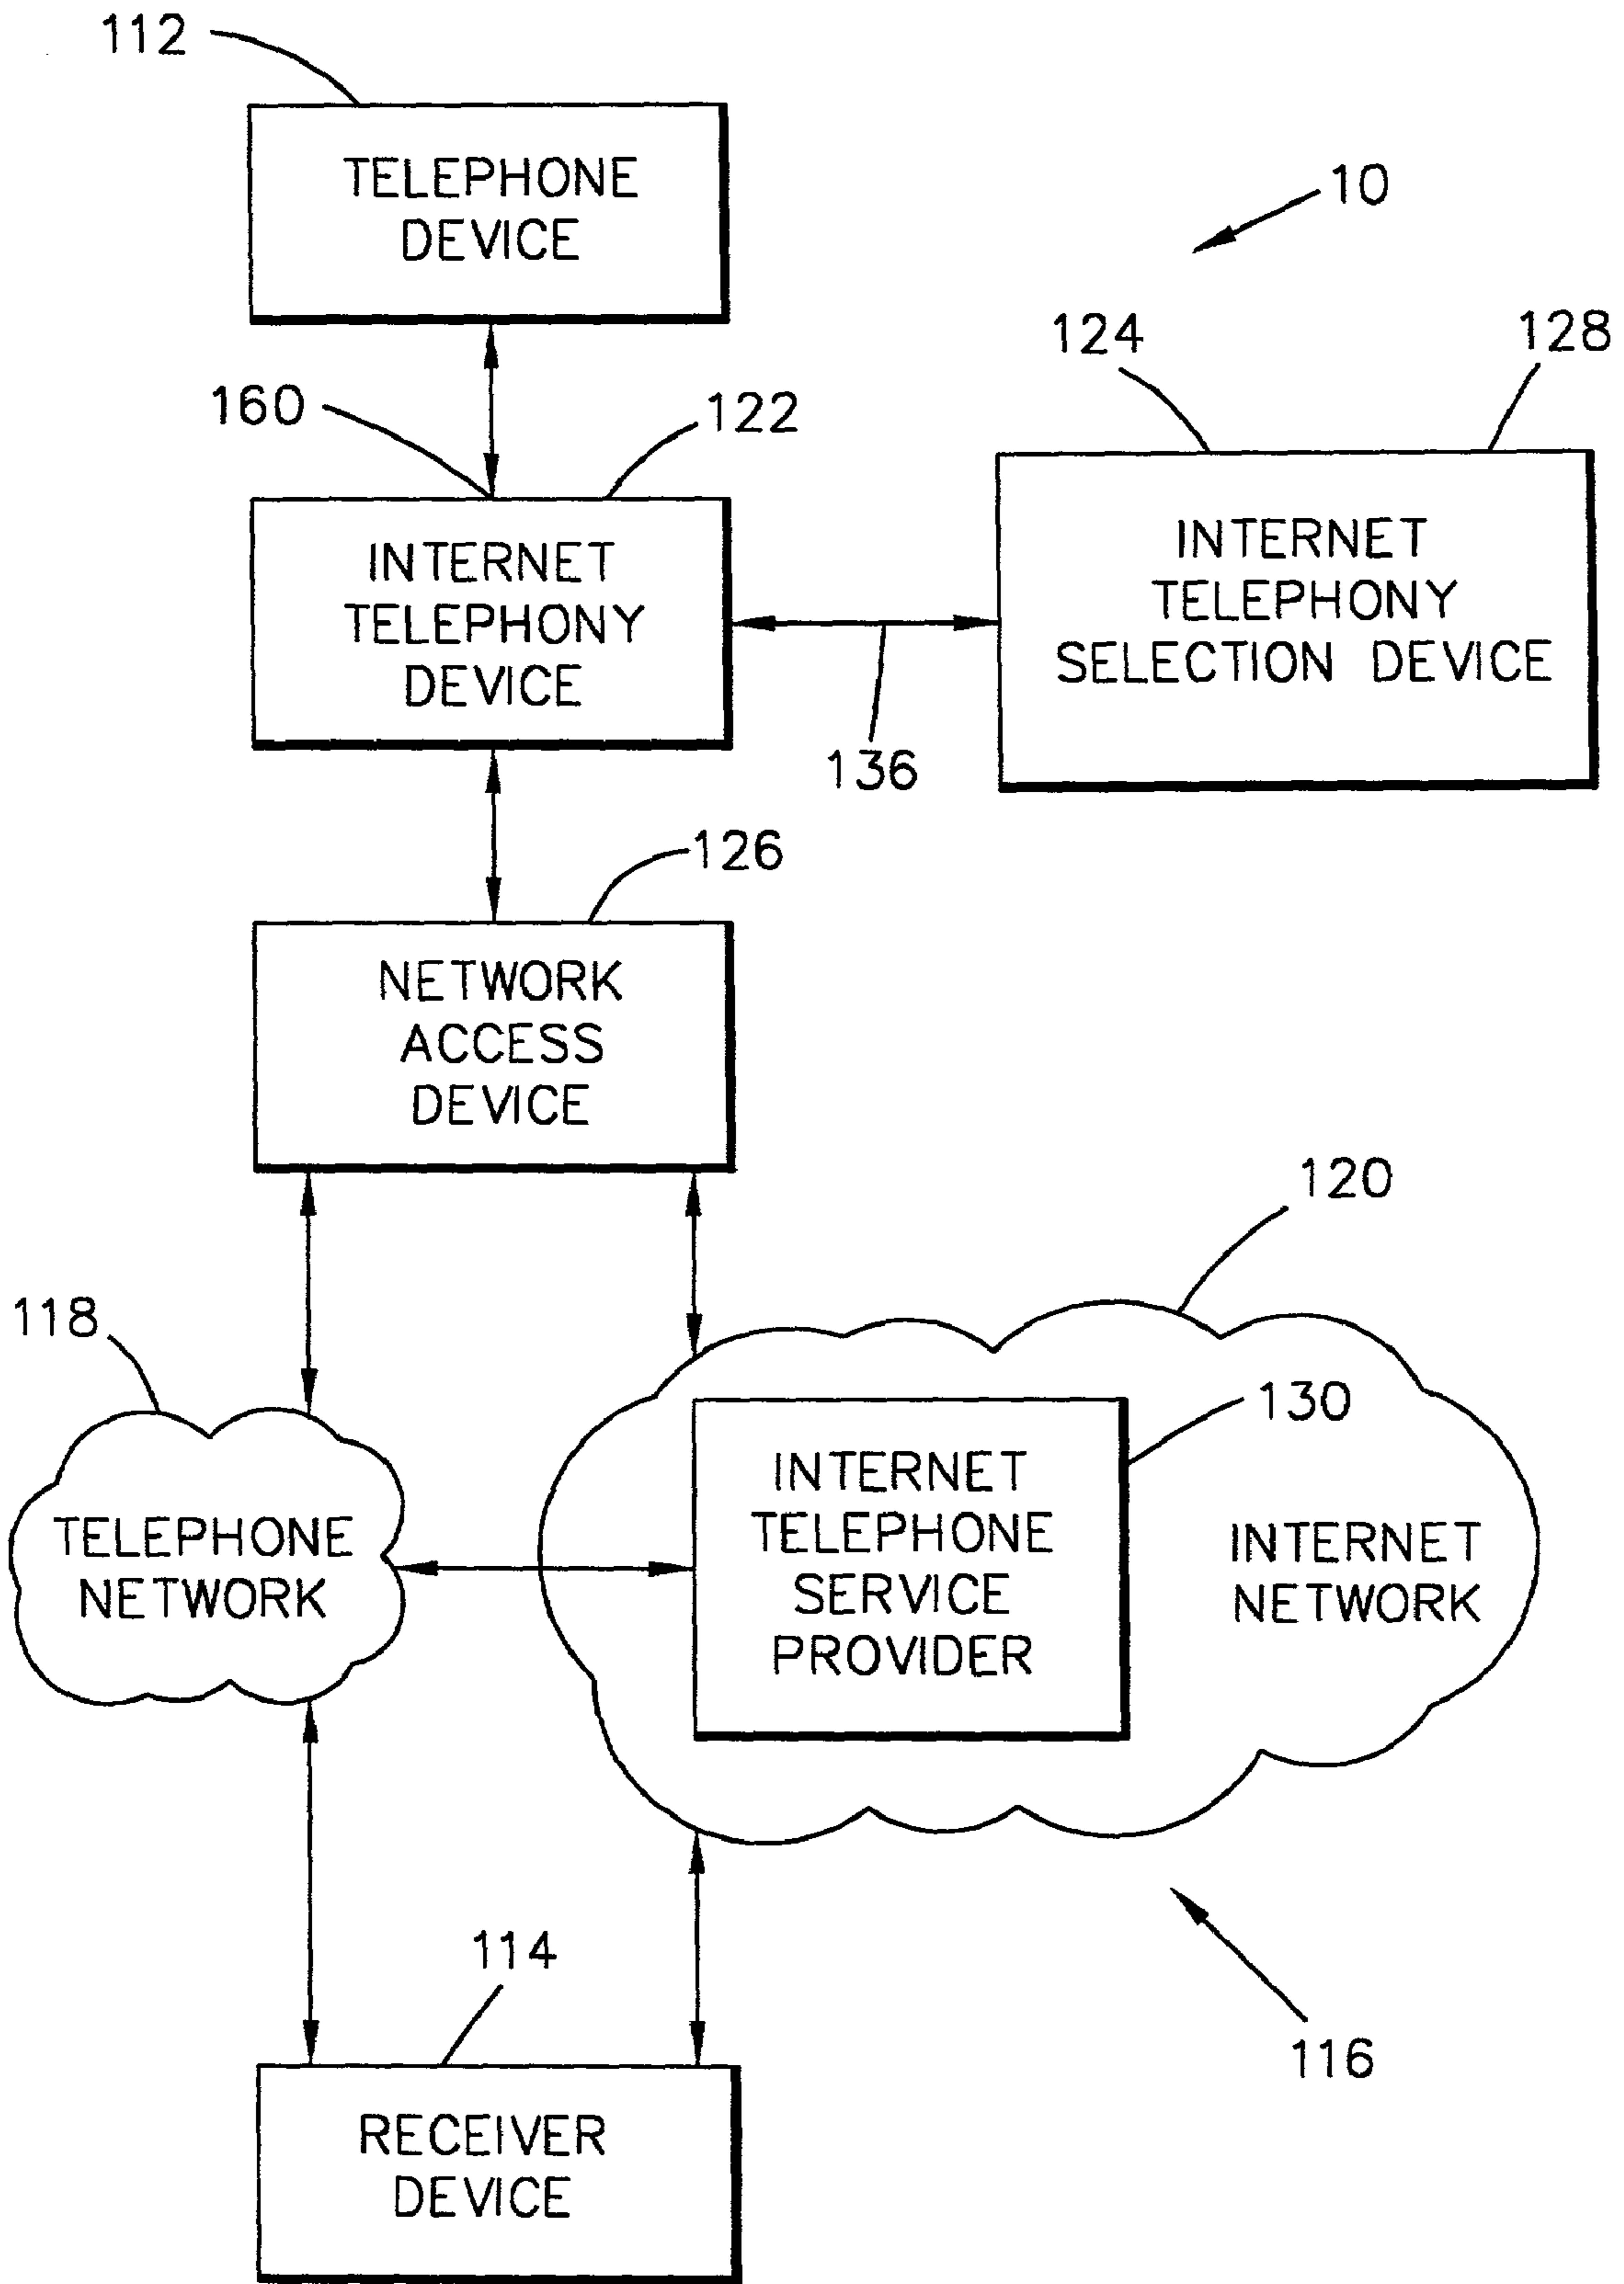 112
TELEPHONE
DEVICE
10
124
128
160
122
INTERNET
TELEPHONY
DEVICE
INTERNET
TELEPHONY
SELECTION DEVICE
136
126
NETWORK
ACCESS
DEVICE
120
118
130
INTERNET
TELEPHONE
SERVICE
PROVIDER
TELEPHONE
NETWORK
INTERNET
NETWORK
114
116
RECEIVER
DEVICE